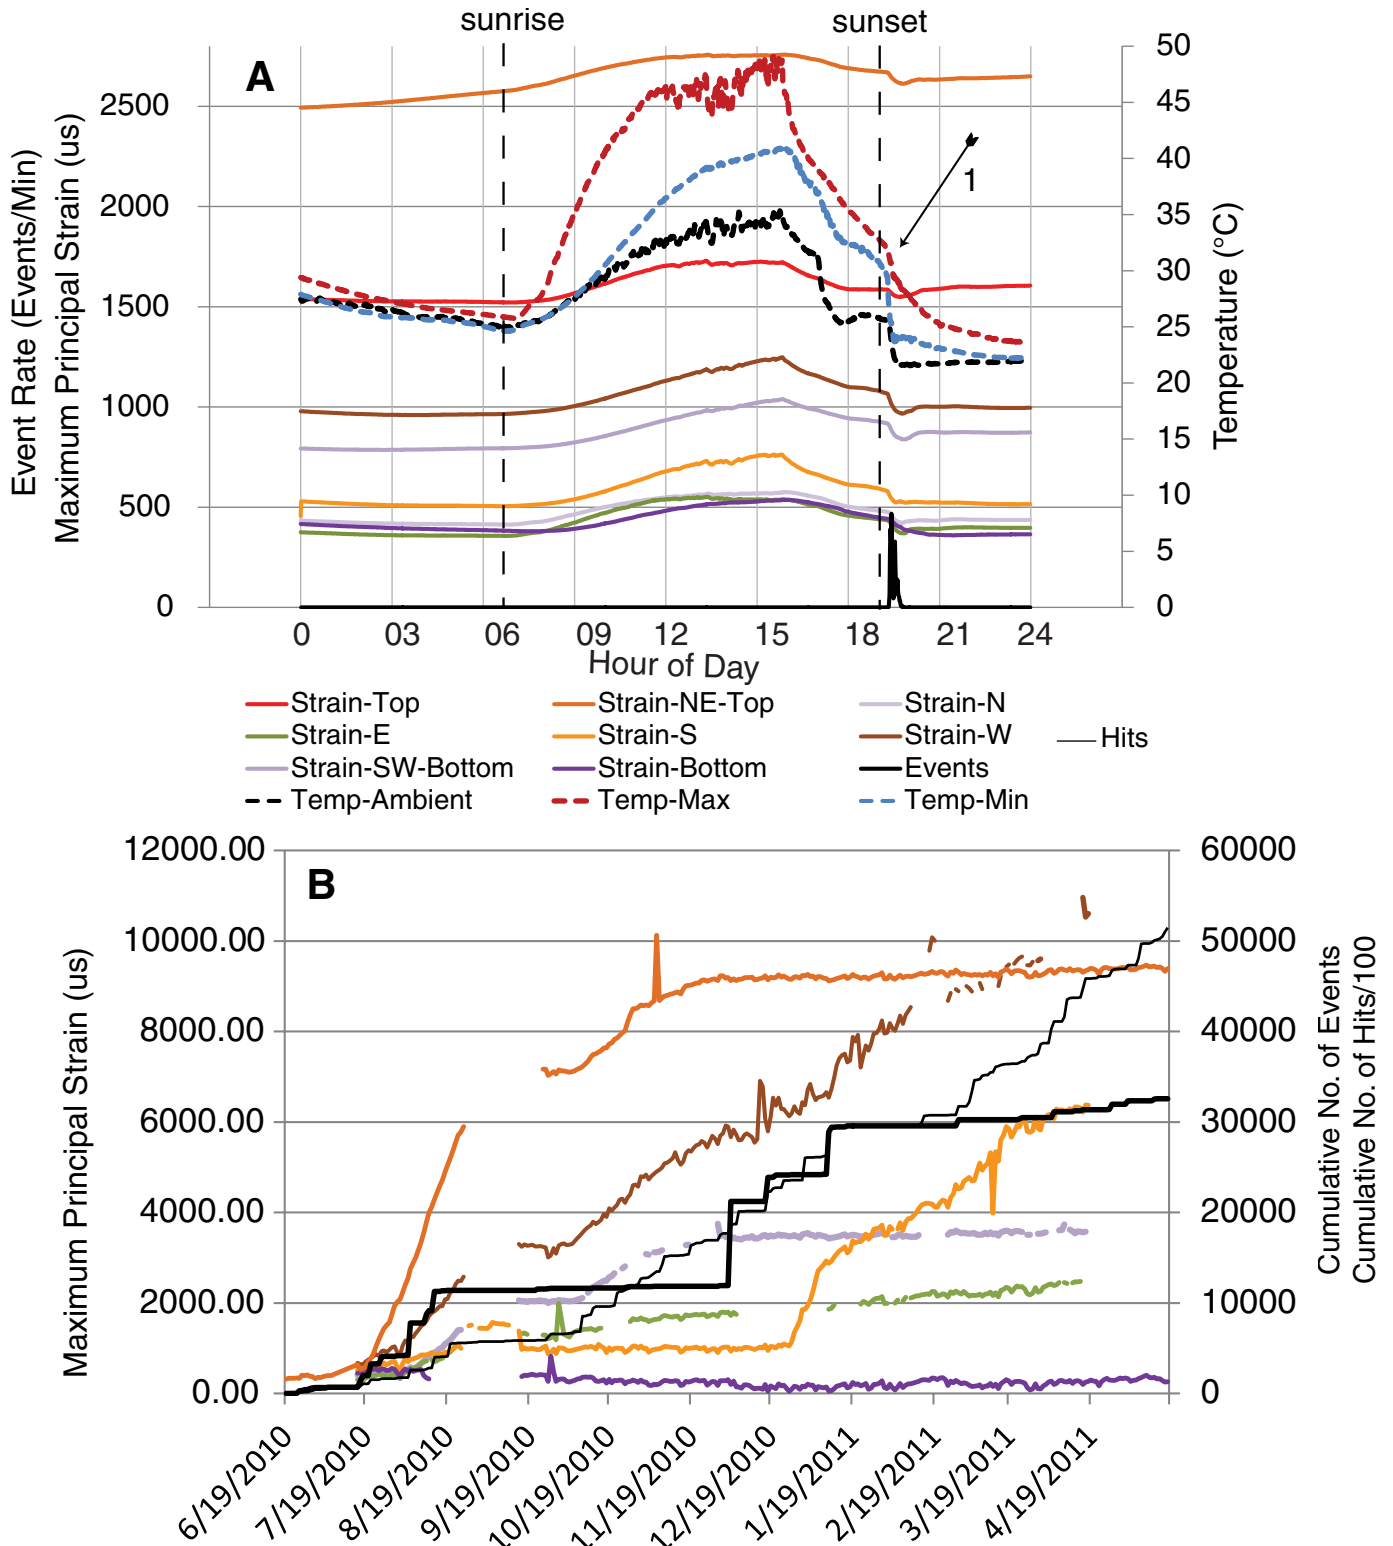 sunrise
sunset
A
Event Rate (Events/Min)
Maximum Principal Strain (us)
2500
2000
1500
1000
500
0
50
45
40
35
30
25
20
15
10
5
0
Temperature (°C)
1
0 03 06 09 12 15 18 21 24
Hour of Day
Strain-Top Strain-NE-Top Strain-N
Strain-E Strain-S Strain-W Hits
Strain-SW-Bottom Strain-Bottom Events
Temp-Ambient Temp-Max Temp-Min
B
Maximum Principal Strain (us)
12000.00
10000.00
8000.00
6000.00
4000.00
2000.00
0.00
60000
50000
40000
30000
20000
10000
0
Cumulative No. of Events
Cumulative No. of Hits/100
6/19/2010
7/19/2010
8/19/2010
9/19/2010
10/19/2010
11/19/2010
12/19/2010
1/19/2011
2/19/2011
3/19/2011
4/19/2011